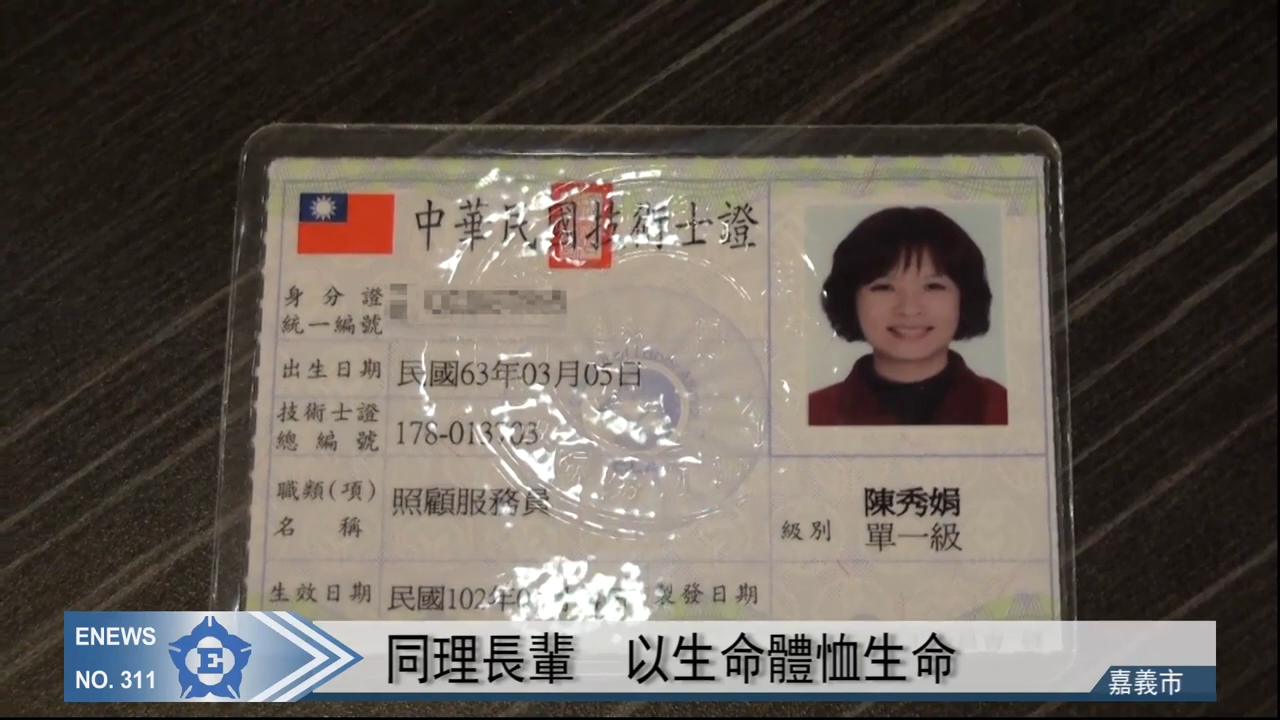 中華民國技術士證
身分證
統一編號
出生日期 民國63年03月05日
技術士證
總編號 178-013703
職類(項)
名稱 照顧服務員
陳秀娟
級別 單一級
生效日期 民國102年
製發日期
ENEWS
NO. 311
E
同理長輩 以生命體恤生命
嘉義市